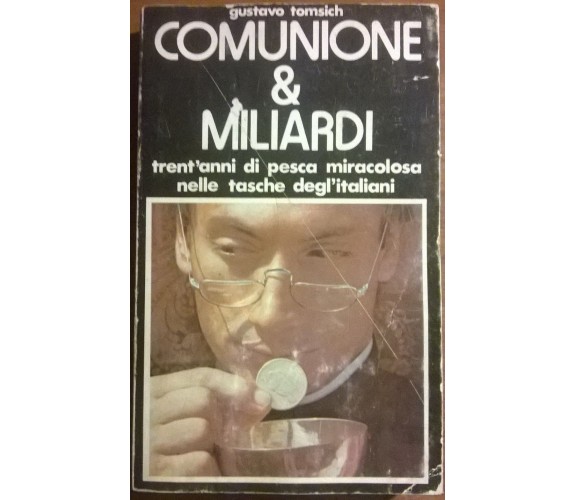 gustavo tomsich
COMUNIONE
&
MILIARDI
trent'anni di pesca miracolosa
nelle tasche degl'italiani